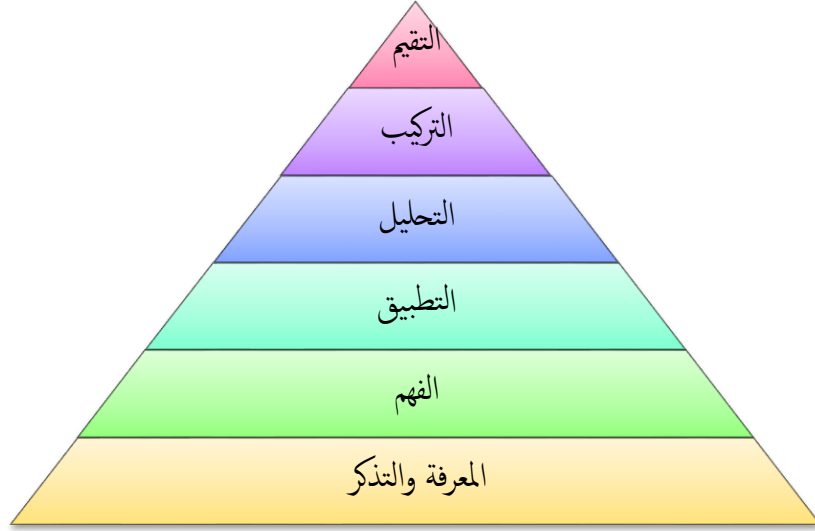 التقيم
التركيب
التحليل
التطبيق
الفهم
المعرفة والتذكر